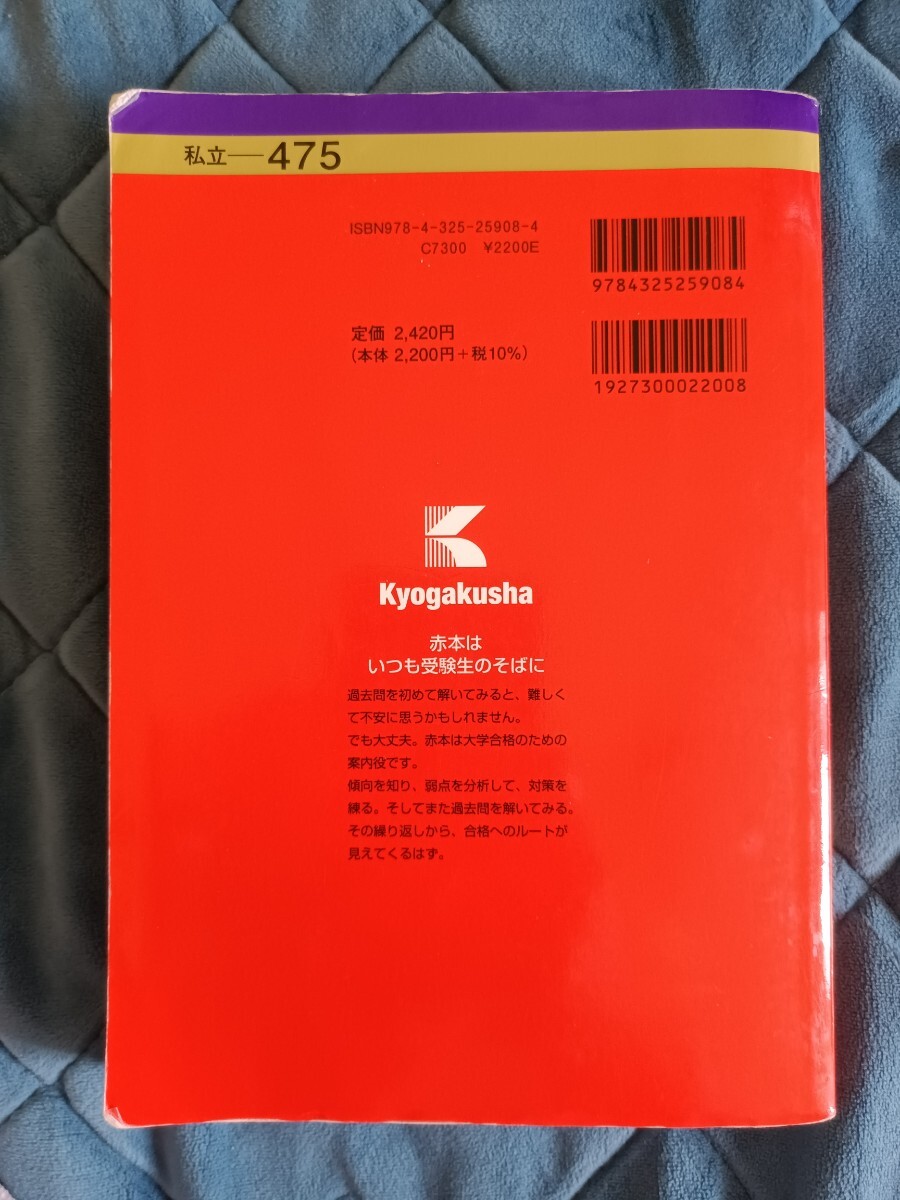 私立―475
ISBN978-4-325-25908-4
C7300 ¥2200E
9784325259084
定価 2,420円
(本体 2,200円+税10%)
1927300022008
Kyogakusha
赤本は
いつも受験生のそばに
過去問を初めて解いてみると、難しく
て不安に思うかもしれません。
でも大丈夫。赤本は大学合格のための
案内役です。
傾向を知り、弱点を分析して、対策を
練る。そしてまた過去問を解いてみる。
その繰り返しから、合格へのルートが
見えてくるはず。